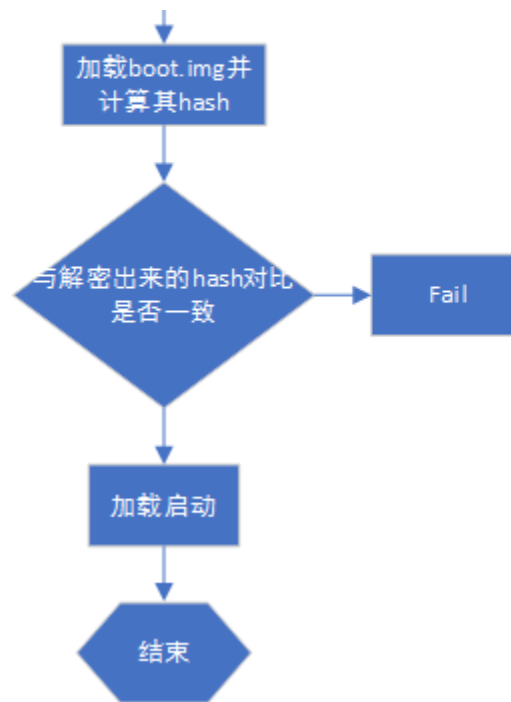 加载boot.img并
计算其hash
与解密出来的hash对比
是否一致
Fail
加载启动
结束